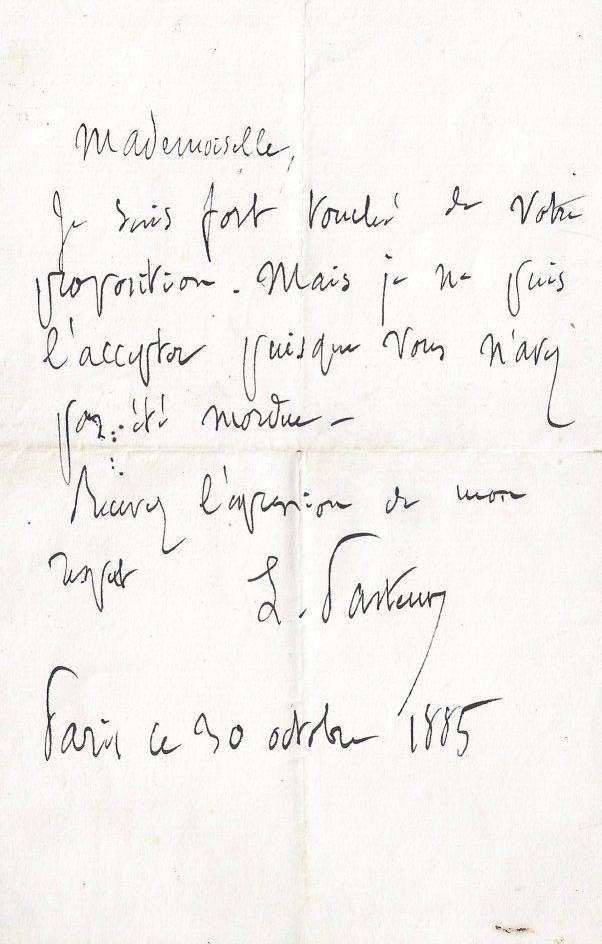 Mademoiselle,
Je suis fort touché de votre
proposition. Mais je ne puis
l'accepter puisque vous n'avez
pas été mordue –
Recevez l'expression de mon
respect
L. Pasteur
Paris ce 30 octobre 1885